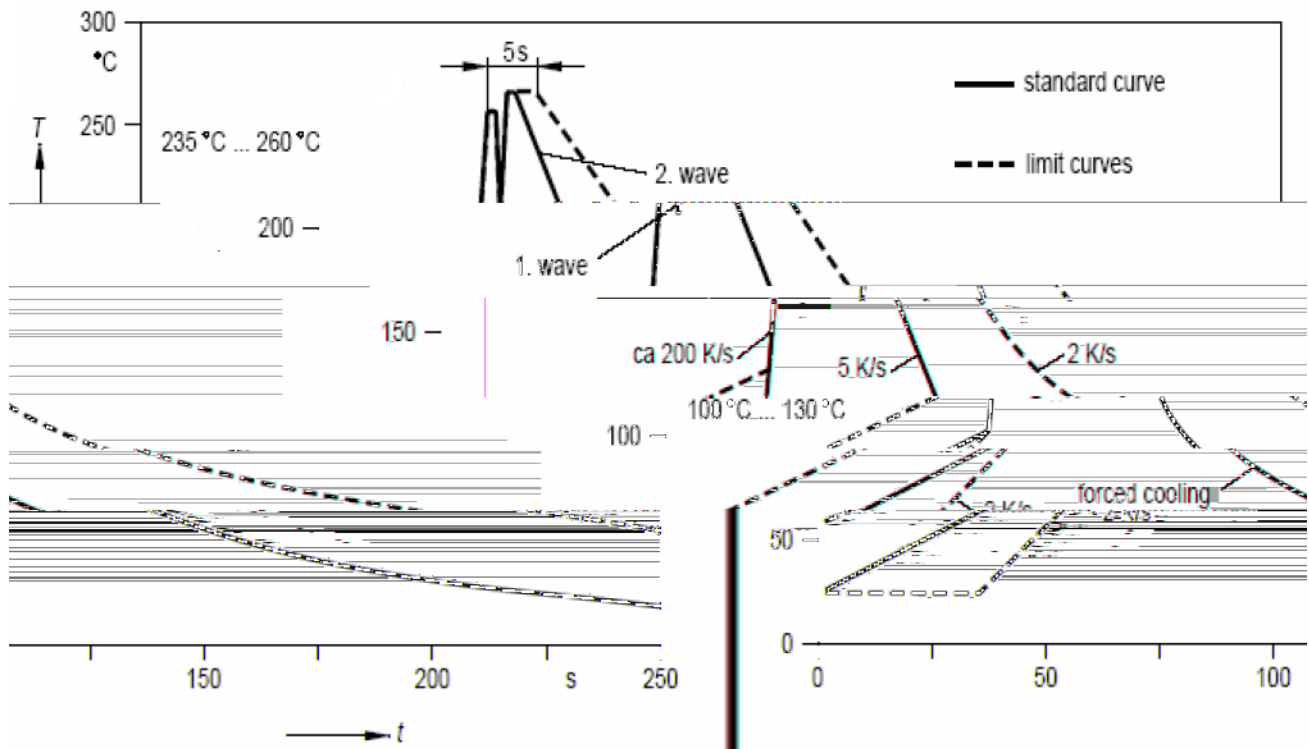 300
°C
5 s
standard curve
T
250
235 °C ... 260 °C
limit curves
2. wave
200
1. wave
150
ca 200 K/s
5 K/s
2 K/s
100 °C ... 130 °C
100
forced cooling
2 K/s
50
0
150
200
s
250
0
50
100
t